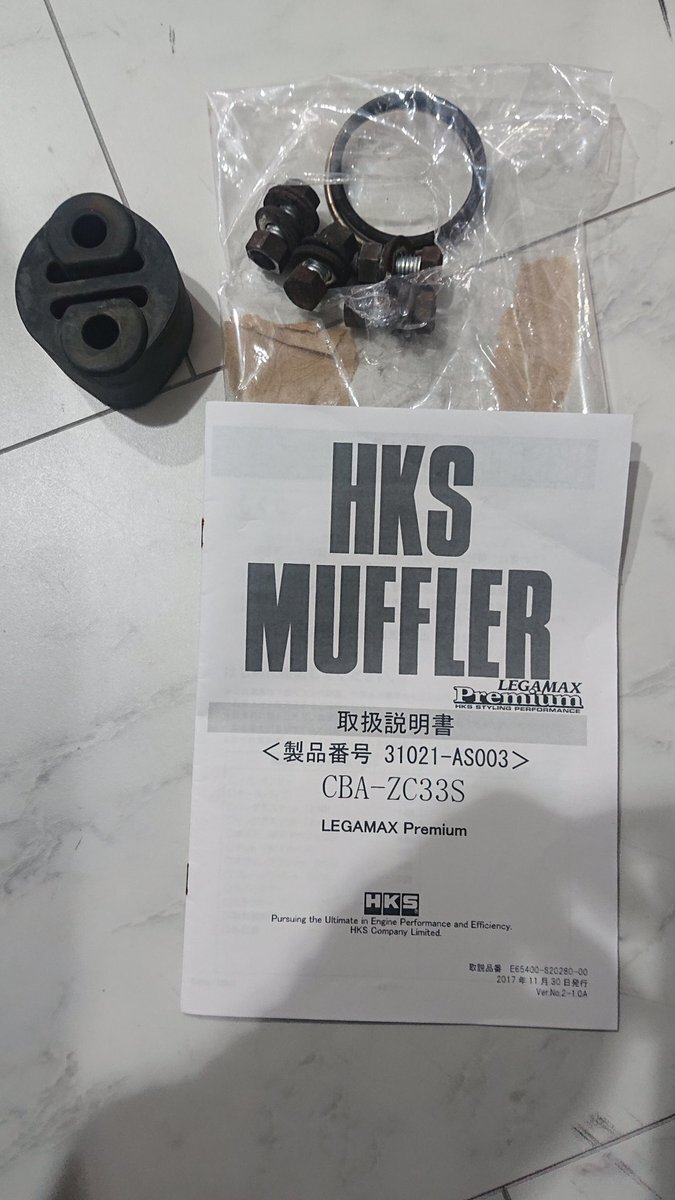 HKS
MUFFLER
LEGAMAX
Premium
HKS STYLING PERFORMANCE
取扱説明書
＜製品番号 31021-AS003＞
CBA-ZC33S
LEGAMAX Premium
HKS
Pursuing the Ultimate in Engine Performance and Efficiency.
HKS Company Limited.
取説品番 E65400-S20280-00
2017年11月30日発行
Ver.No.2-1.0A